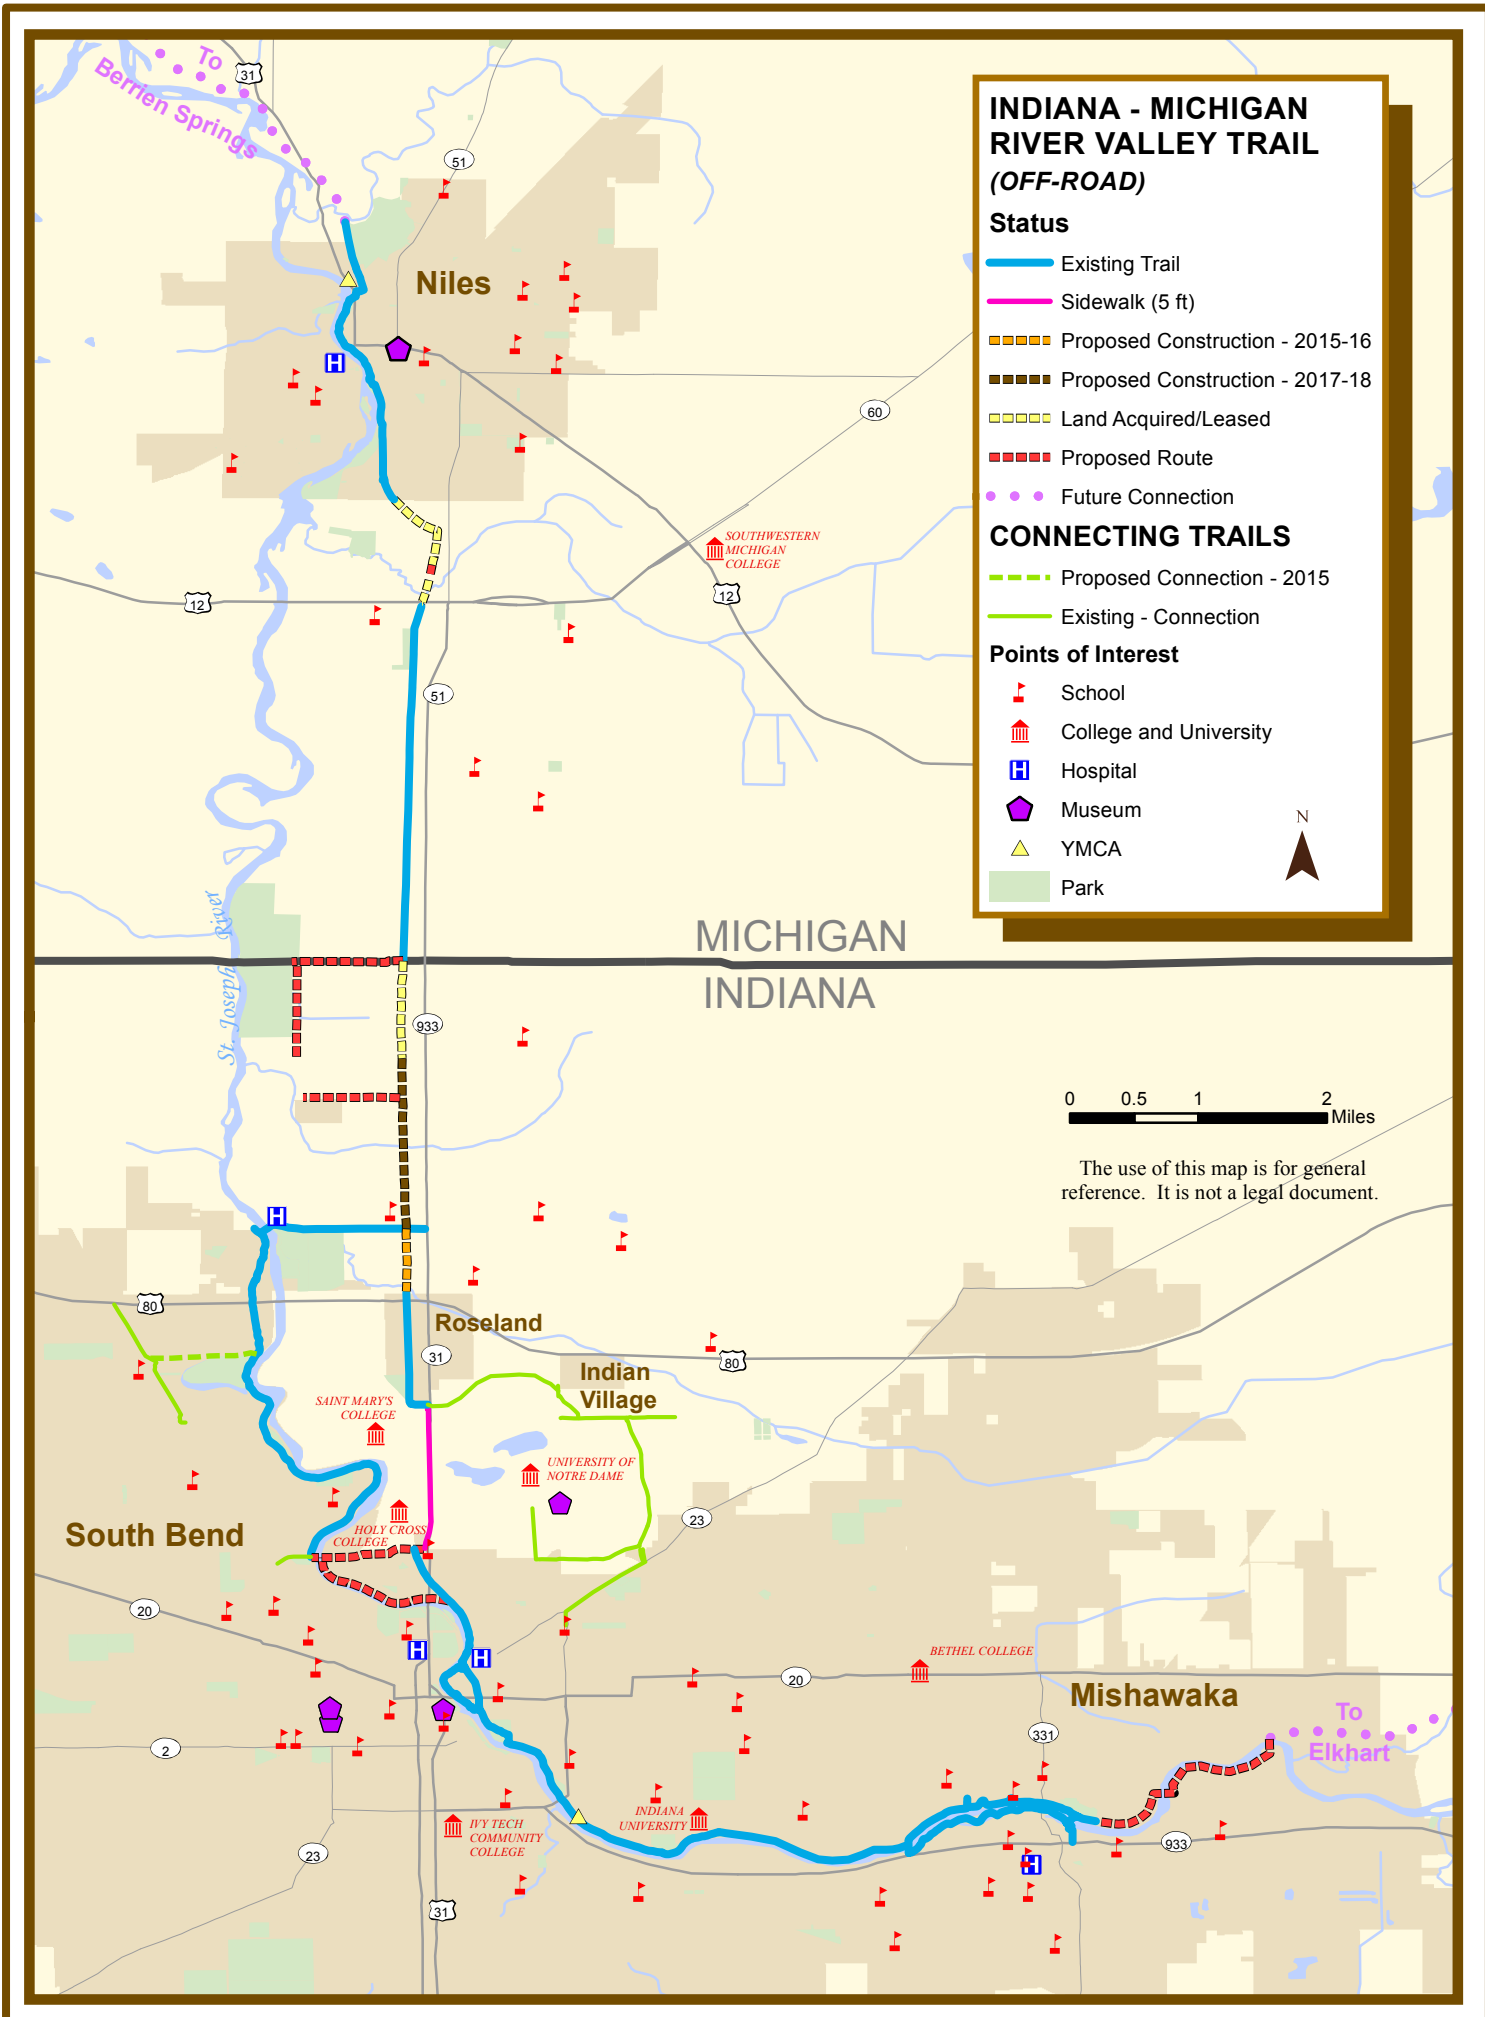 To
Berrien Springs
31
51
Niles
60
SOUTHWESTERN
MICHIGAN
COLLEGE
12
12
51
INDIANA - MICHIGAN
RIVER VALLEY TRAIL
(OFF-ROAD)
Status
Existing Trail
Sidewalk (5 ft)
Proposed Construction - 2015-16
Proposed Construction - 2017-18
Land Acquired/Leased
Proposed Route
Future Connection
CONNECTING TRAILS
Proposed Connection - 2015
Existing - Connection
Points of Interest
School
College and University
H Hospital
Museum
YMCA
Park
N
H
St. Joseph River
MICHIGAN
INDIANA
933
0 0.5 1 2
Miles
The use of this map is for general
reference. It is not a legal document.
H
80
Roseland
31
80
Indian
Village
SAINT MARY'S
COLLEGE
UNIVERSITY OF
NOTRE DAME
South Bend
HOLY CROSS
COLLEGE
23
20
H
H
BETHEL COLLEGE
20
Mishawaka
To
Elkhart
331
2
INDIANA
UNIVERSITY
IVY TECH
COMMUNITY
COLLEGE
933
23
H
31